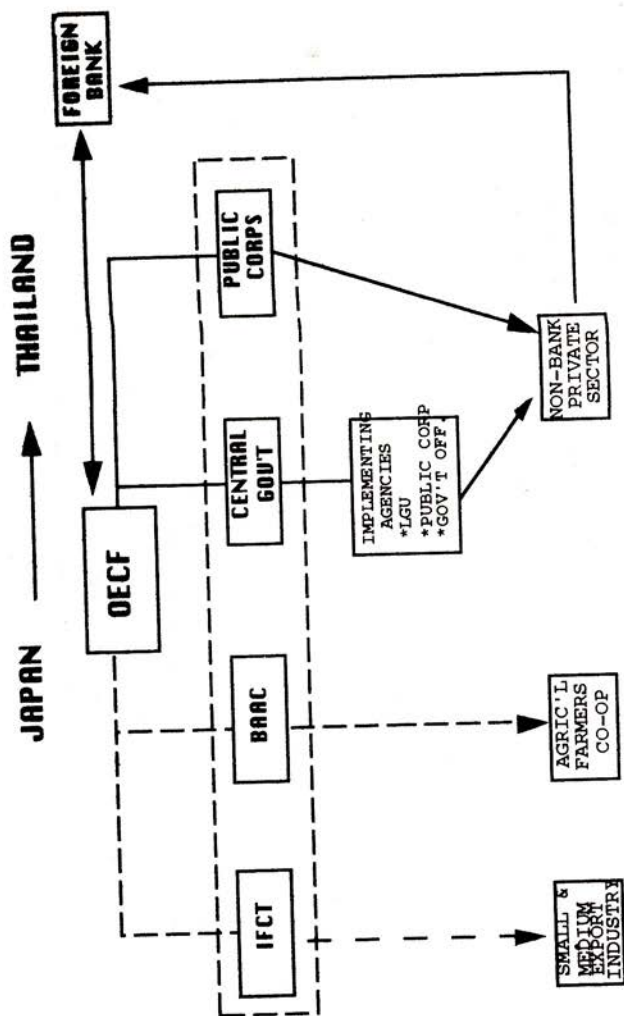 JAPAN THAILAND
OECF
FOREIGN
BANK
IFCT
BAAC
CENTRAL
GOV'T
PUBLIC
CORPS
IMPLEMENTING
AGENCIES
*LGU
*PUBLIC CORP
*GOV'T OFF.
SMALL &
MEDIUM
EXPORT
INDUSTRY
AGRIC'L
FARMERS
CO-OP
NON-BANK
PRIVATE
SECTOR